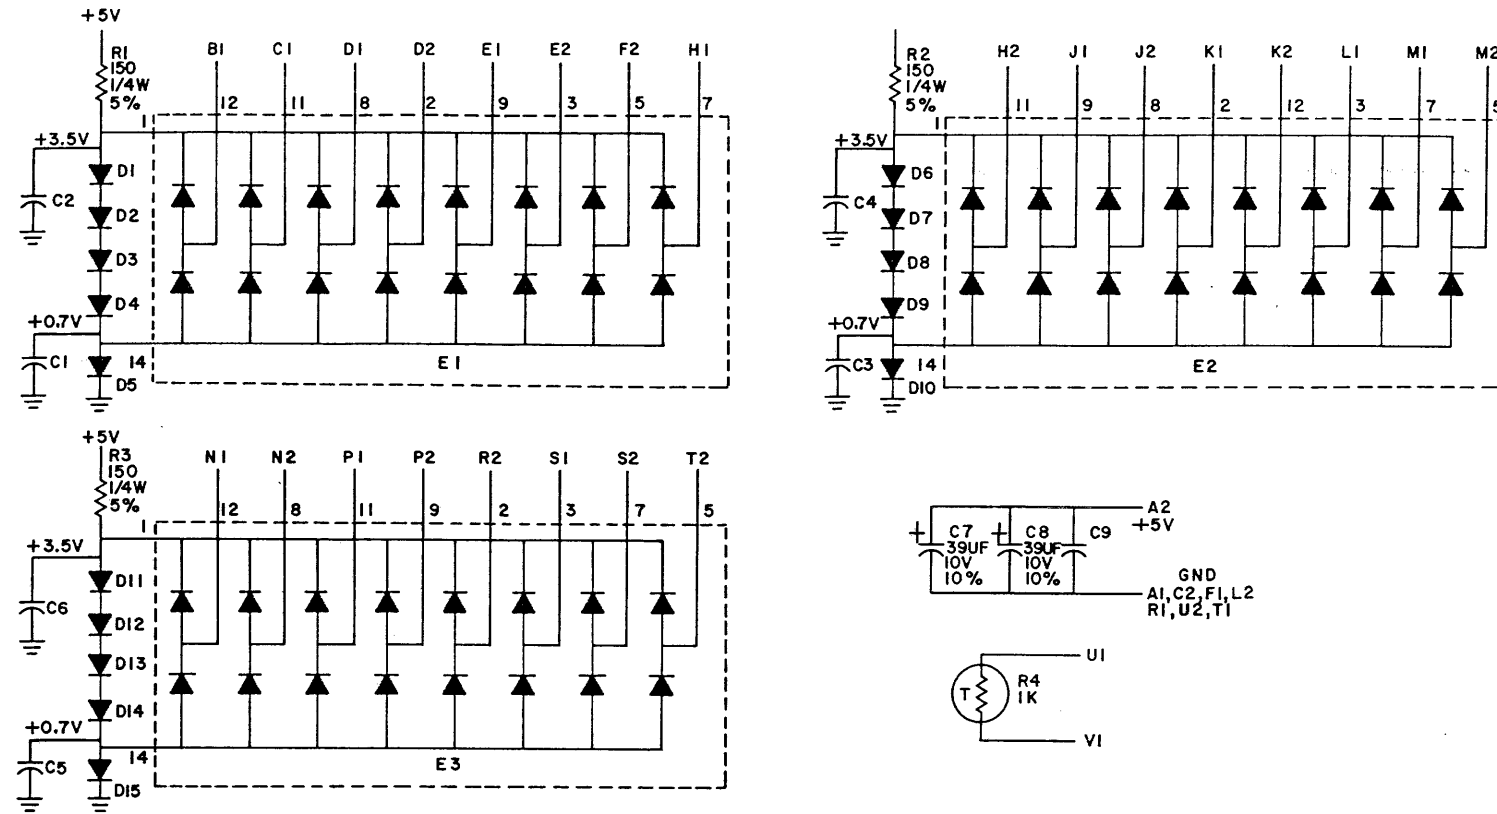 +5V
R1
150
1/4W
5%
B1 C1 D1 D2 E1 E2 F2 H1
1 12 11 8 2 9 3 5 7
+3.5V
C2
D1
D2
D3
D4
+0.7V
C1
14
D5
E1
R2
150
1/4W
5%
H2 J1 J2 K1 K2 L1 M1 M2
1 11 9 8 2 12 3 7 5
+3.5V
C4
D6
D7
D8
D9
+0.7V
C3
14
D10
E2
+5V
R3
150
1/4W
5%
N1 N2 P1 P2 R2 S1 S2 T2
1 12 8 11 9 2 3 7 5
+3.5V
C6
D11
D12
D13
D14
+0.7V
C5
14
D15
E3
A2
+5V
+ C7
39UF
10V
10%
+ C8
39UF
10V
10%
C9
GND
A1,C2,F1,L2
R1,U2,T1
U1
T
R4
1K
V1